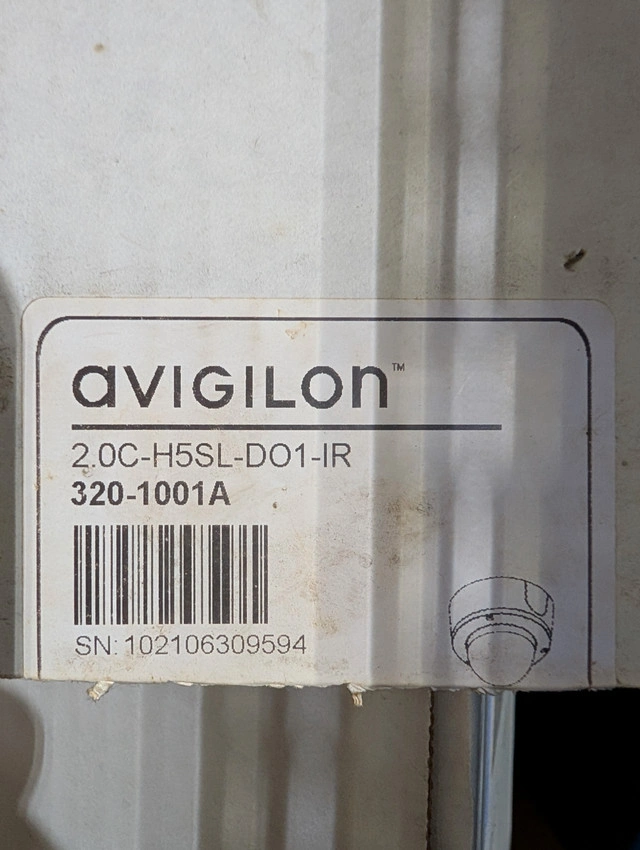 aVIGILon™
2.0C-H5SL-DO1-IR
320-1001A
SN: 102106309594